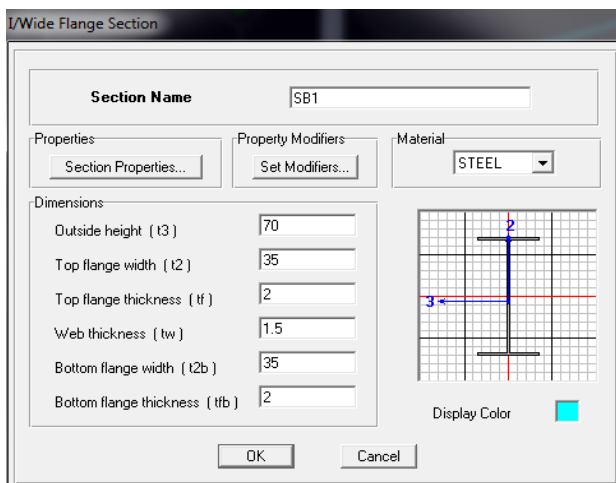 I/Wide Flange Section
Section Name SB1
Properties Property Modifiers Material
Section Properties... Set Modifiers... STEEL
Dimensions
Outside height ( t3 ) 70
Top flange width ( t2 ) 35
Top flange thickness ( tf ) 2
Web thickness ( tw ) 1.5
Bottom flange width ( t2b ) 35
Bottom flange thickness ( tfb ) 2
2
3
Display Color
OK Cancel